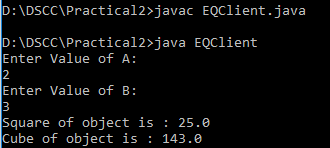 D:\DSCC\Practical2>javac EQClient.java
D:\DSCC\Practical2>java EQClient
Enter Value of A:
2
Enter Value of B:
3
Square of object is : 25.0
Cube of object is : 143.0